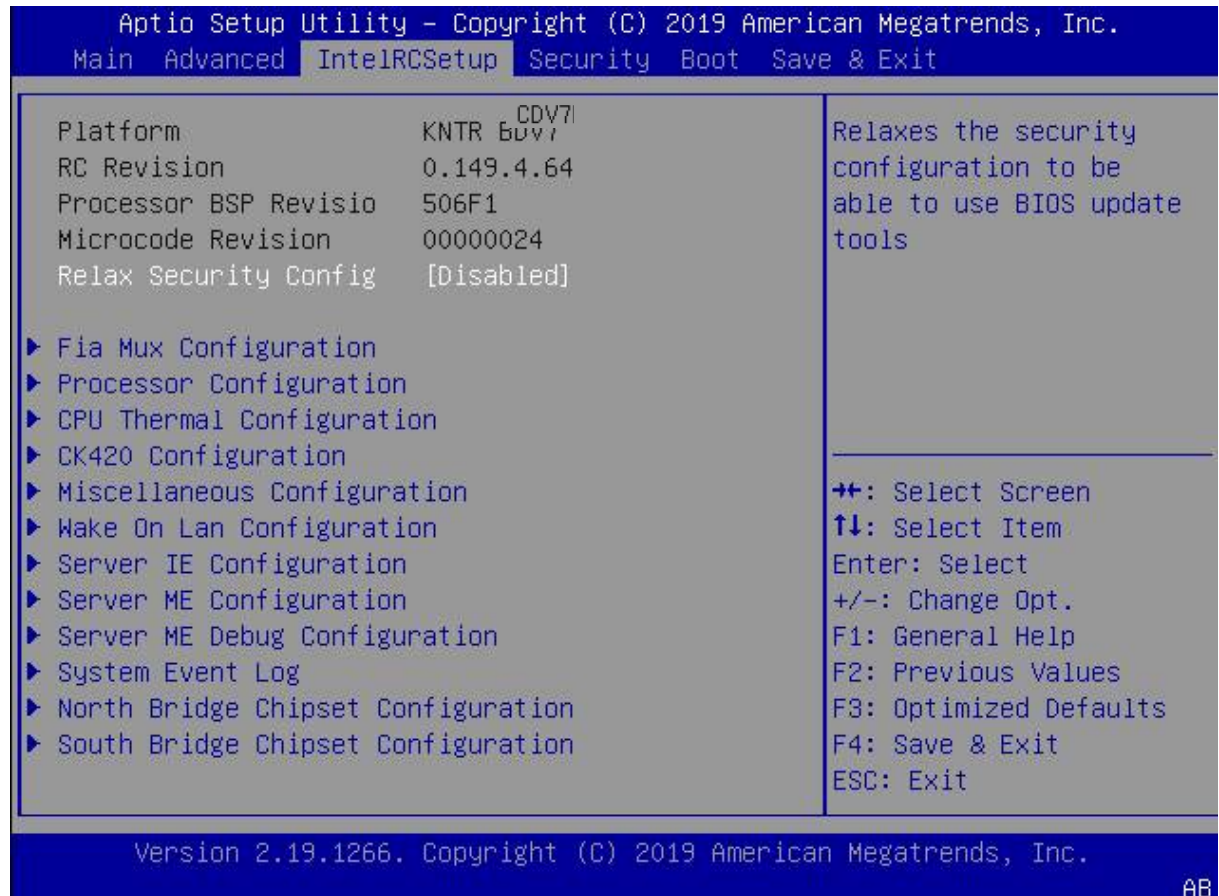 Aptio Setup Utility – Copyright (C) 2019 American Megatrends, Inc.
Main Advanced IntelRCSetup Security Boot Save & Exit
Platform KNTR CDV7
RC Revision 0.149.4.64
Processor BSP Revisio 506F1
Microcode Revision 00000024
Relax Security Config [Disabled]
▶ Fia Mux Configuration
▶ Processor Configuration
▶ CPU Thermal Configuration
▶ CK420 Configuration
▶ Miscellaneous Configuration
▶ Wake On Lan Configuration
▶ Server IE Configuration
▶ Server ME Configuration
▶ Server ME Debug Configuration
▶ System Event Log
▶ North Bridge Chipset Configuration
▶ South Bridge Chipset Configuration
Relaxes the security
configuration to be
able to use BIOS update
tools
→←: Select Screen
↑↓: Select Item
Enter: Select
+/-: Change Opt.
F1: General Help
F2: Previous Values
F3: Optimized Defaults
F4: Save & Exit
ESC: Exit
Version 2.19.1266. Copyright (C) 2019 American Megatrends, Inc.
AB